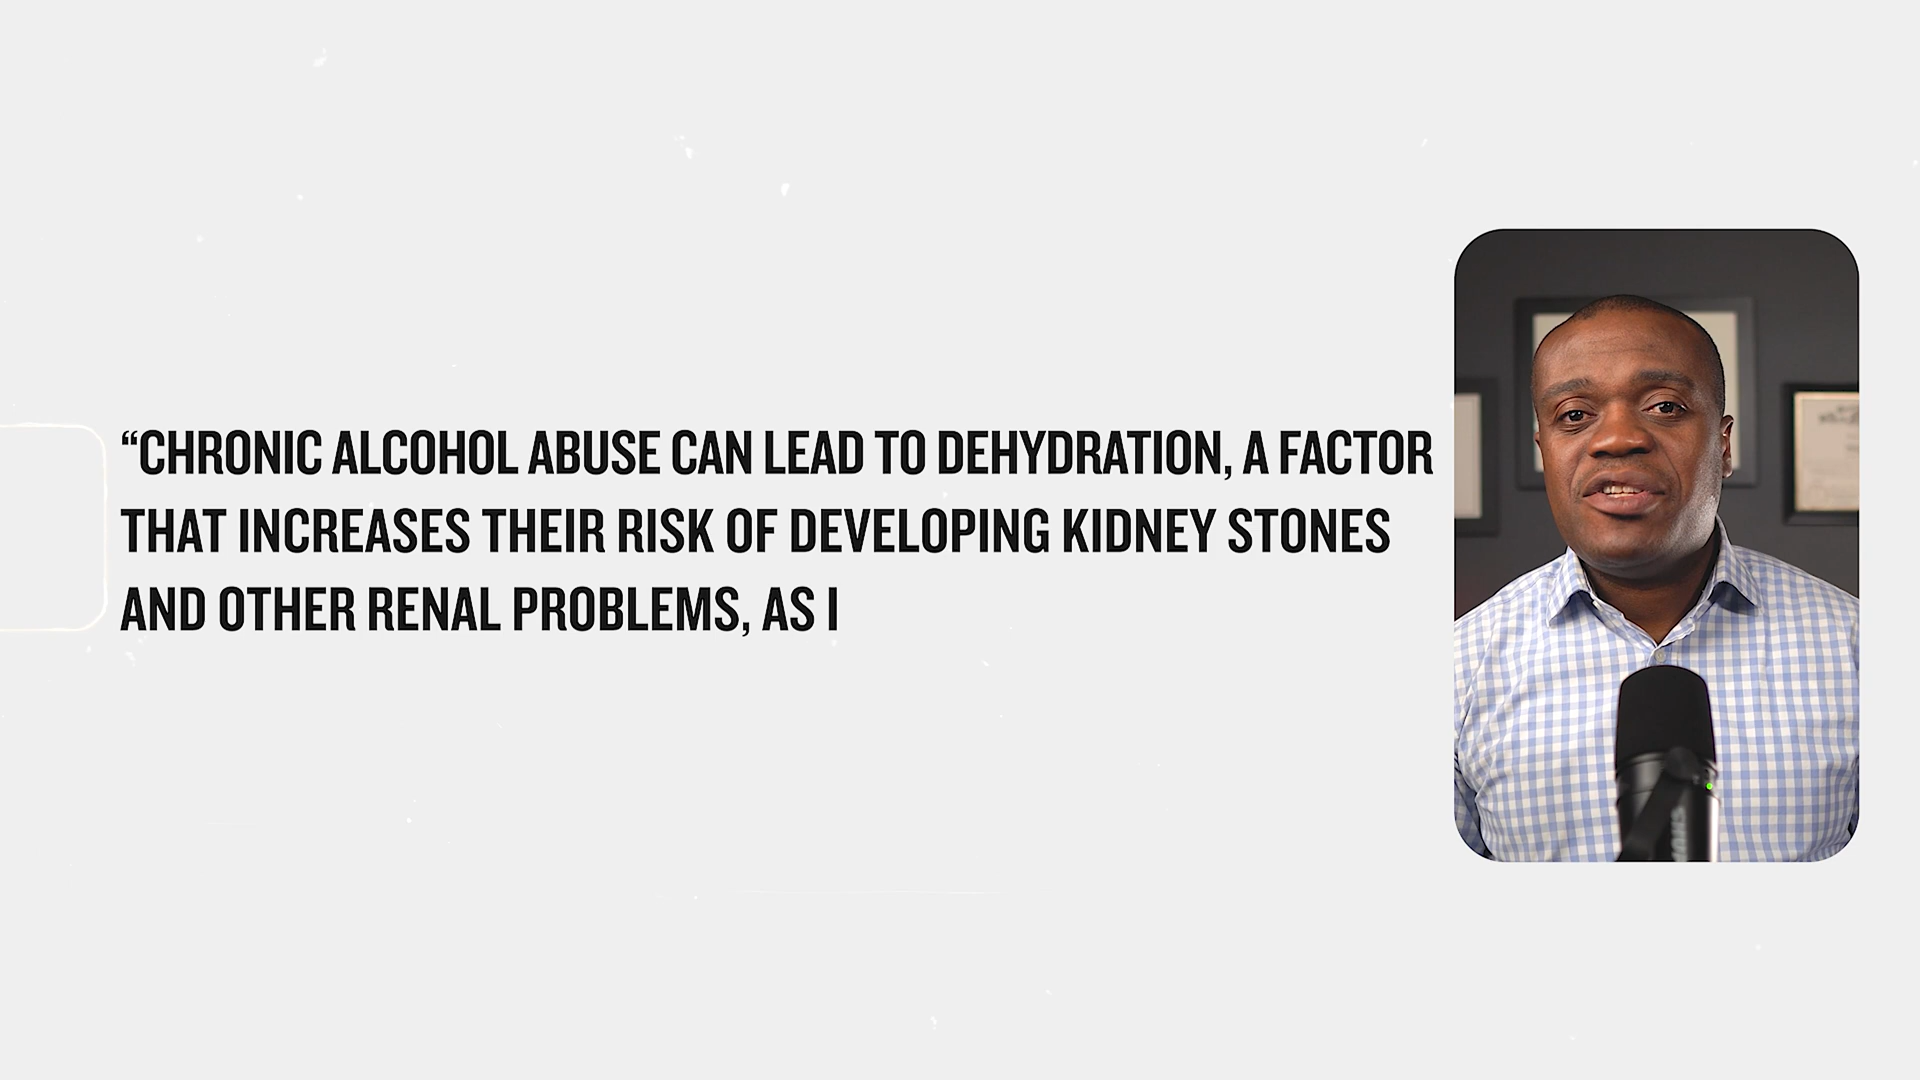 “CHRONIC ALCOHOL ABUSE CAN LEAD TO DEHYDRATION, A FACTOR
THAT INCREASES THEIR RISK OF DEVELOPING KIDNEY STONES
AND OTHER RENAL PROBLEMS, AS I